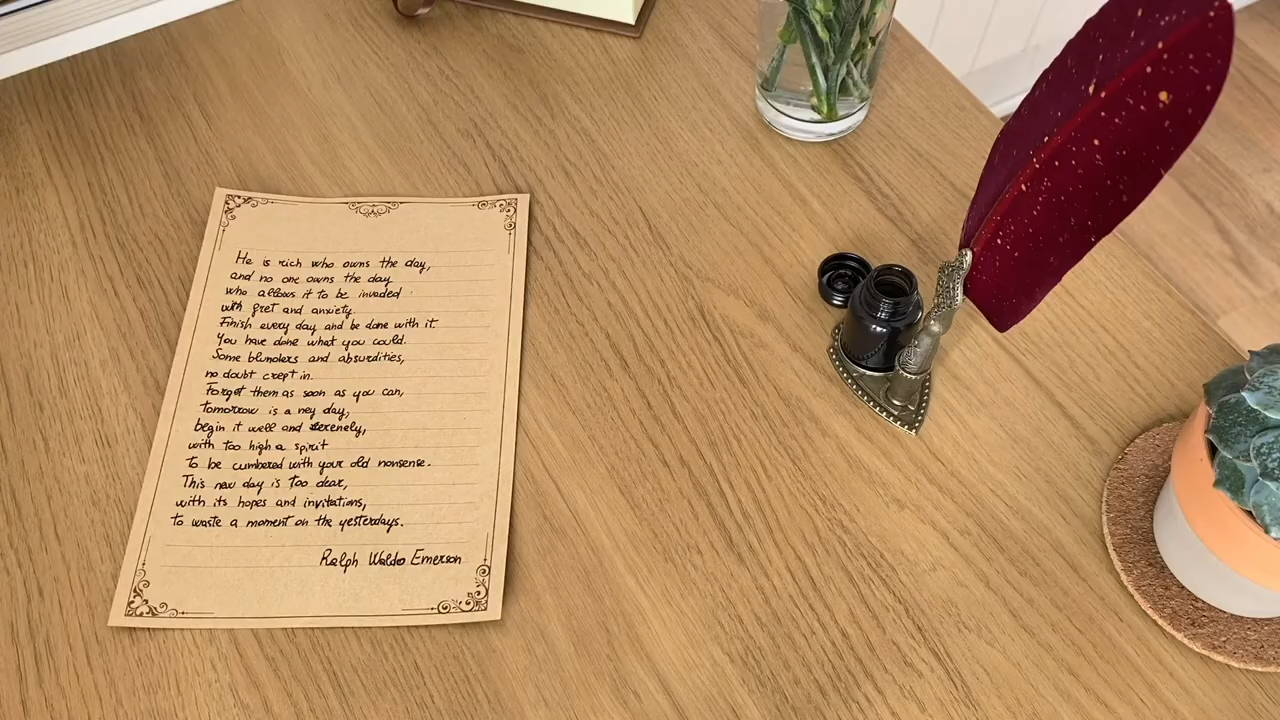 He is rich who owns the day,
and no one owns the day
who allows it to be invaded
with fret and anxiety.
Finish every day and be done with it.
You have done what you could.
Some blunders and absurdities,
no doubt crept in.
Forget them as soon as you can,
tomorrow is a ney day,
begin it well and serenely,
with too high a spirit
to be cumbered with your old nonsense.
This new day is too dear,
with its hopes and invitations,
to waste a moment on the yesterdays.
Ralph Waldo Emerson